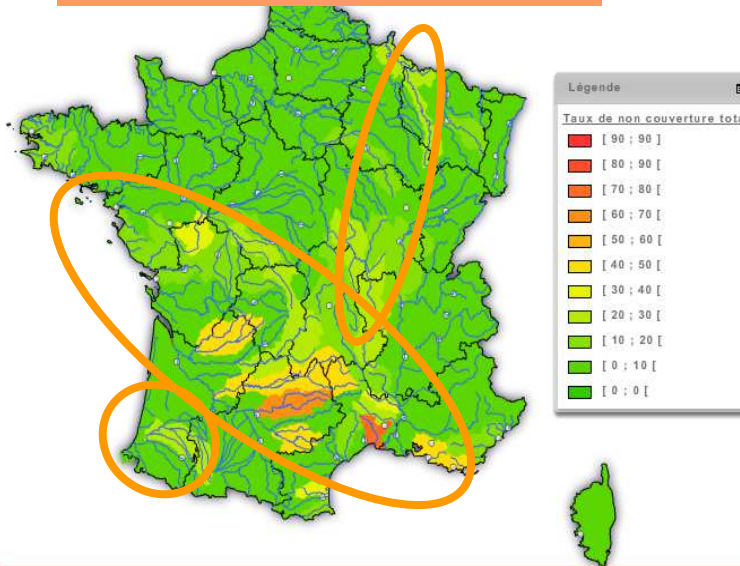 Légende
Taux de non couverture tota
[ 90 ; 90 ]
[ 80 ; 90 [
[ 70 ; 80 [
[ 60 ; 70 [
[ 50 ; 60 [
[ 40 ; 50 [
[ 30 ; 40 [
[ 20 ; 30 [
[ 10 ; 20 [
[ 0 ; 10 [
[ 0 ; 0 [